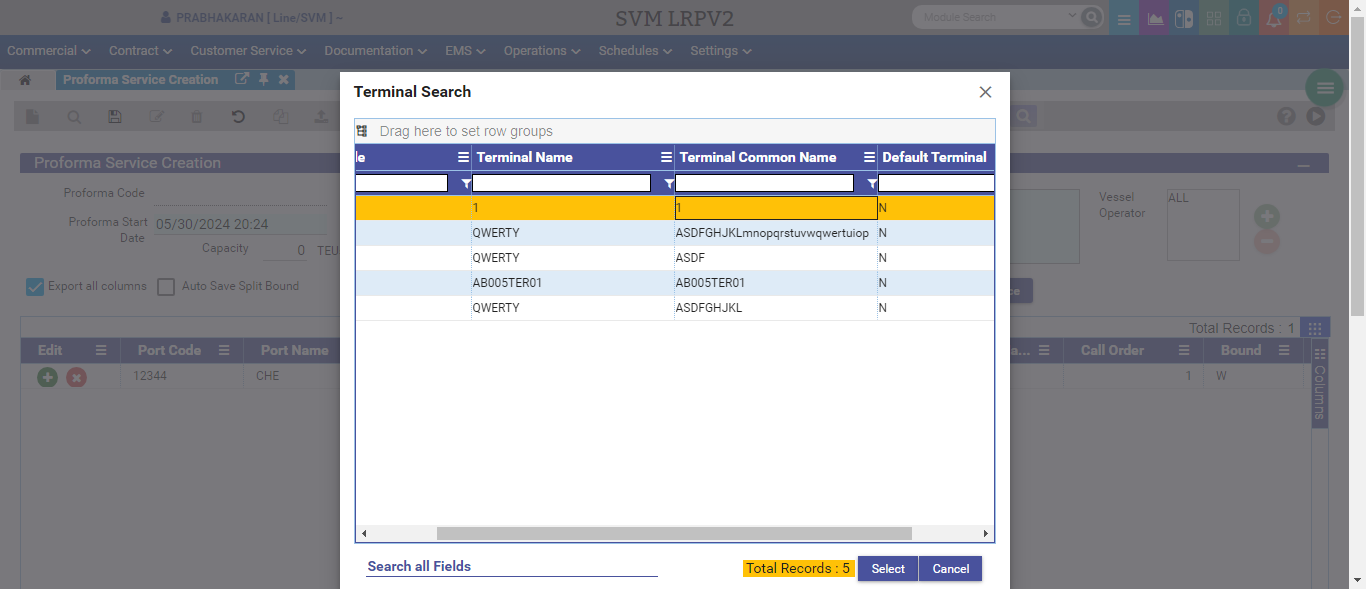 PRABHAKARAN [ Line/SVM ] ~
SVM LRPV2
Module Search
0
Commercial
Contract
Customer Service
Documentation
EMS
Operations
Schedules
Settings
Proforma Service Creation
Terminal Search
Drag here to set row groups
le
Terminal Name
Terminal Common Name
Default Terminal
1 1 N
QWERTY ASDFGHJKLmnopqrstuvwqwertuiop N
QWERTY ASDF N
AB005TER01 AB005TER01 N
QWERTY ASDFGHJKL N
Search all Fields
Total Records : 5
Select
Cancel
Proforma Service Creation
Proforma Code
Proforma Start
Date
05/30/2024 20:24
Capacity
0
TEU
Vessel
Operator
ALL
Export all columns
Auto Save Split Bound
ce
Total Records : 1
Edit
Port Code
Port Name
a...
Call Order
Bound
12344
CHE
1
W
Columns